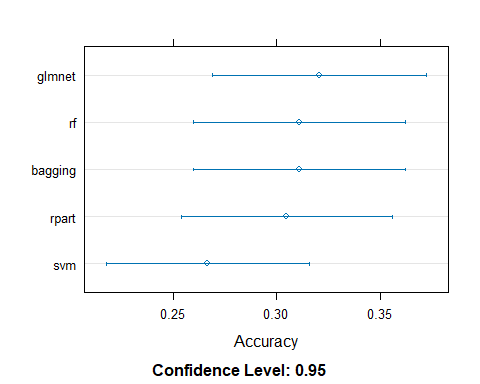 glmnet
rf
bagging
rpart
svm
0.25 0.30 0.35
Accuracy
Confidence Level: 0.95